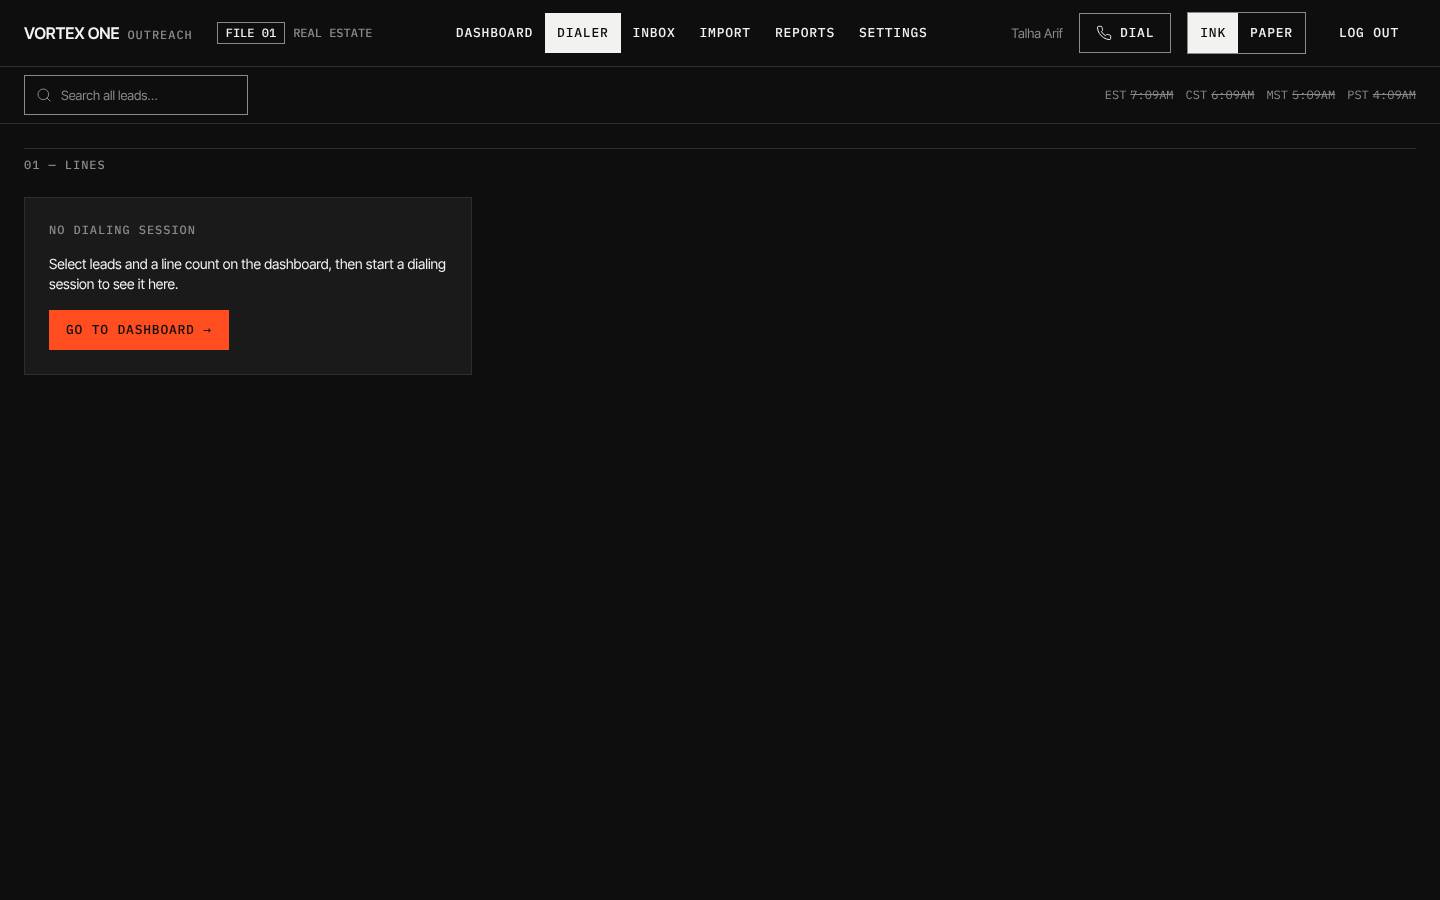 VORTEX ONE OUTREACH FILE 01 REAL ESTATE DASHBOARD DIALER INBOX IMPORT REPORTS SETTINGS Talha Arif DIAL INK PAPER LOG OUT
Search all leads... EST 7:09AM CST 6:09AM MST 5:09AM PST 4:09AM
01 — LINES
NO DIALING SESSION
Select leads and a line count on the dashboard, then start a dialing
session to see it here.
GO TO DASHBOARD →